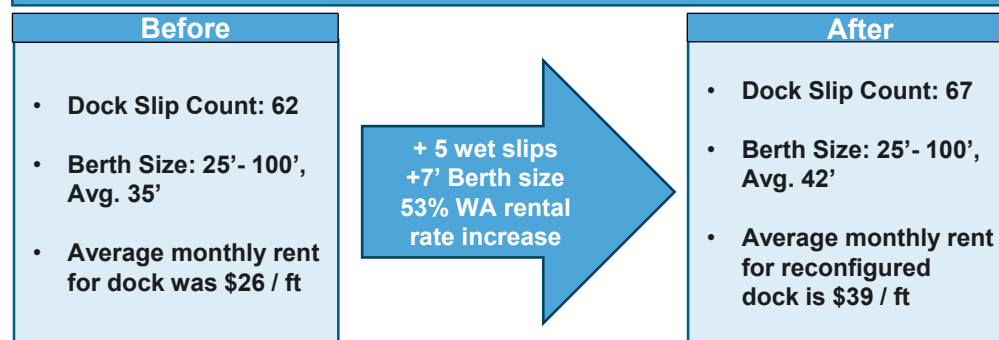 Before
• Dock Slip Count: 62
• Berth Size: 25’- 100’,
Avg. 35’
• Average monthly rent
for dock was $26 / ft
+ 5 wet slips
+7’ Berth size
53% WA rental
rate increase
After
• Dock Slip Count: 67
• Berth Size: 25’- 100’,
Avg. 42’
• Average monthly rent
for reconfigured
dock is $39 / ft